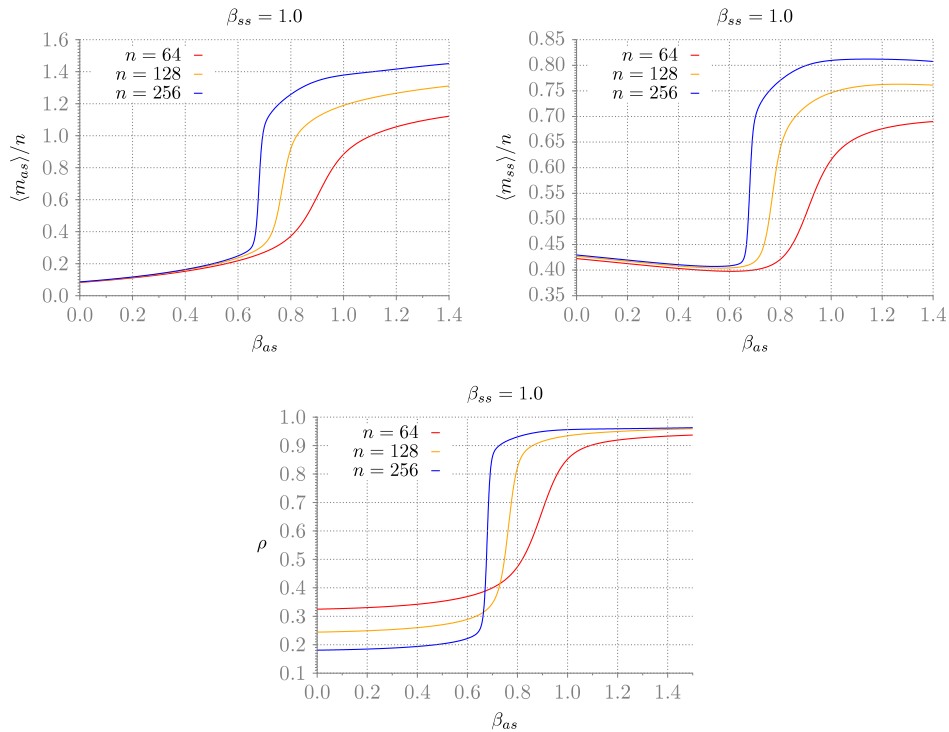 β_ss = 1.0
⟨m_as⟩/n
1.6
1.4
1.2
1.0
0.8
0.6
0.4
0.2
0.0
n = 64
n = 128
n = 256
0.0 0.2 0.4 0.6 0.8 1.0 1.2 1.4
β_as
β_ss = 1.0
⟨m_ss⟩/n
0.85
0.80
0.75
0.70
0.65
0.60
0.55
0.50
0.45
0.40
0.35
n = 64
n = 128
n = 256
0.0 0.2 0.4 0.6 0.8 1.0 1.2 1.4
β_as
β_ss = 1.0
ρ
1.0
0.9
0.8
0.7
0.6
0.5
0.4
0.3
0.2
0.1
n = 64
n = 128
n = 256
0.0 0.2 0.4 0.6 0.8 1.0 1.2 1.4
β_as